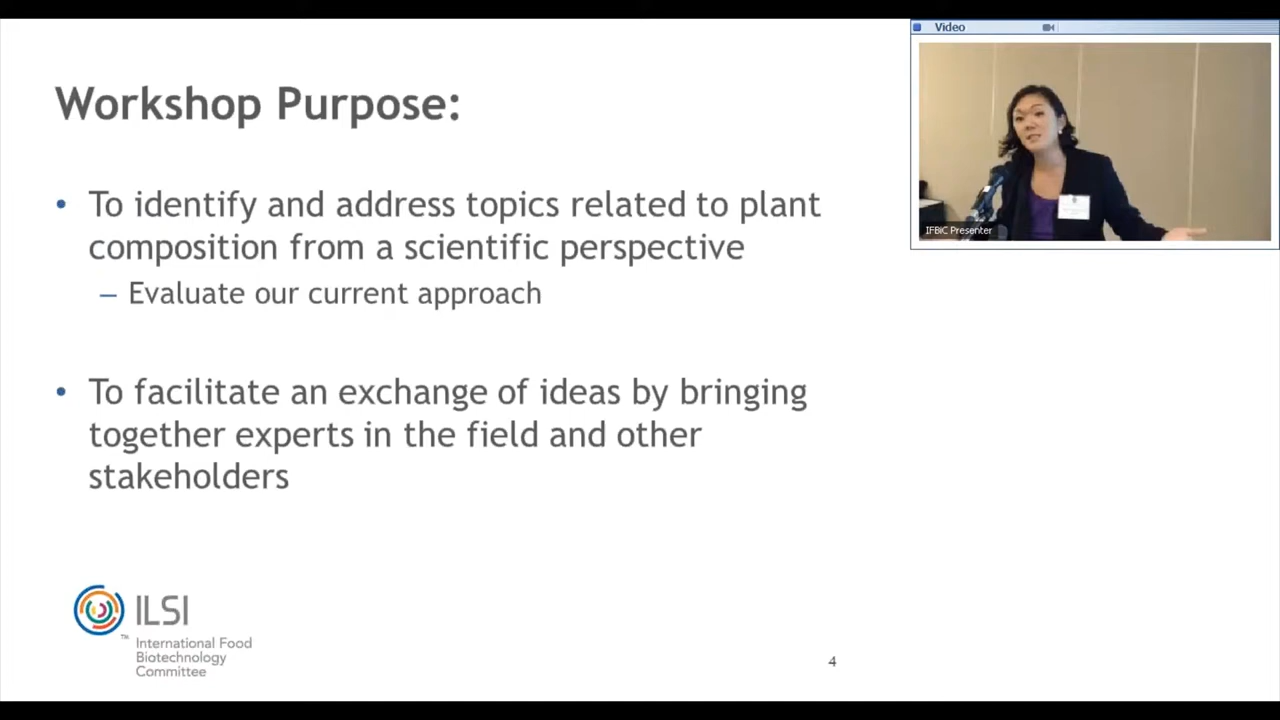 Video
Workshop Purpose:
• To identify and address topics related to plant
composition from a scientific perspective
– Evaluate our current approach
IFBiC Presenter
• To facilitate an exchange of ideas by bringing
together experts in the field and other
stakeholders
ILSI
™ International Food
Biotechnology
Committee
4